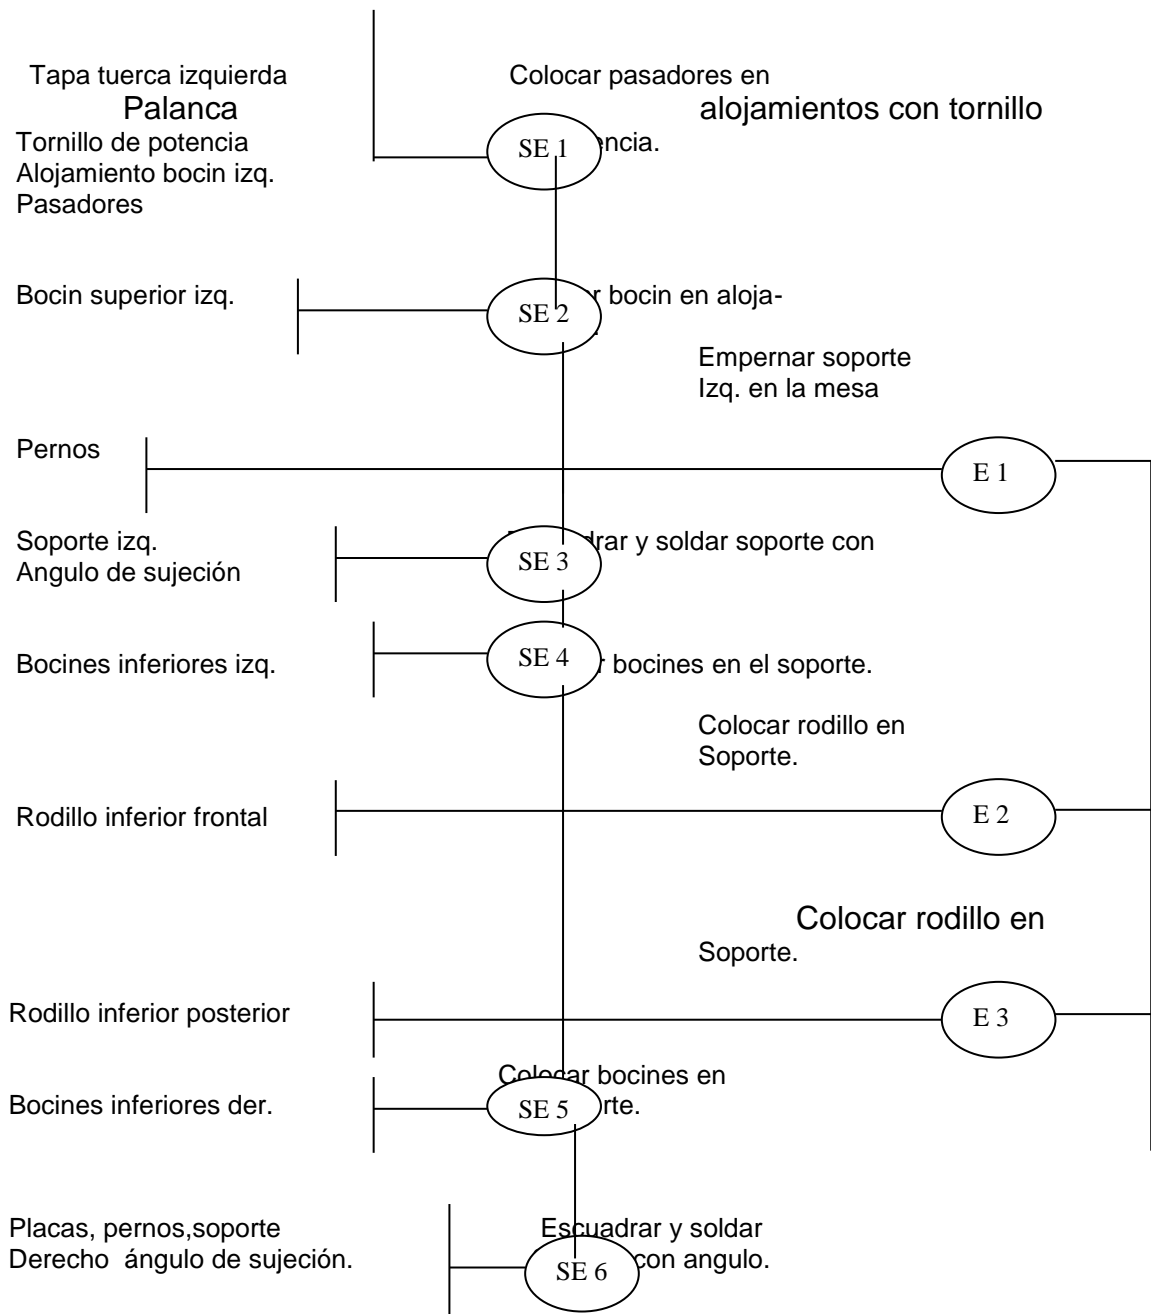 Tapa tuerca izquierda
Colocar pasadores en
Palanca
alojamientos con tornillo
Tornillo de potencia
SE 1
encia.
Alojamiento bocin izq.
Pasadores
Bocin superior izq.
SE 2
r bocin en aloja-
Empernar soporte
Izq. en la mesa
Pernos
E 1
Soporte izq.
drar y soldar soporte con
Angulo de sujeción
SE 3
Bocines inferiores izq.
SE 4
r bocines en el soporte.
Colocar rodillo en
Soporte.
Rodillo inferior frontal
E 2
Colocar rodillo en
Soporte.
Rodillo inferior posterior
E 3
Colocar bocines en
Bocines inferiores der.
SE 5
rte.
Placas, pernos,soporte
Escuadrar y soldar
Derecho ángulo de sujeción.
SE 6
con angulo.